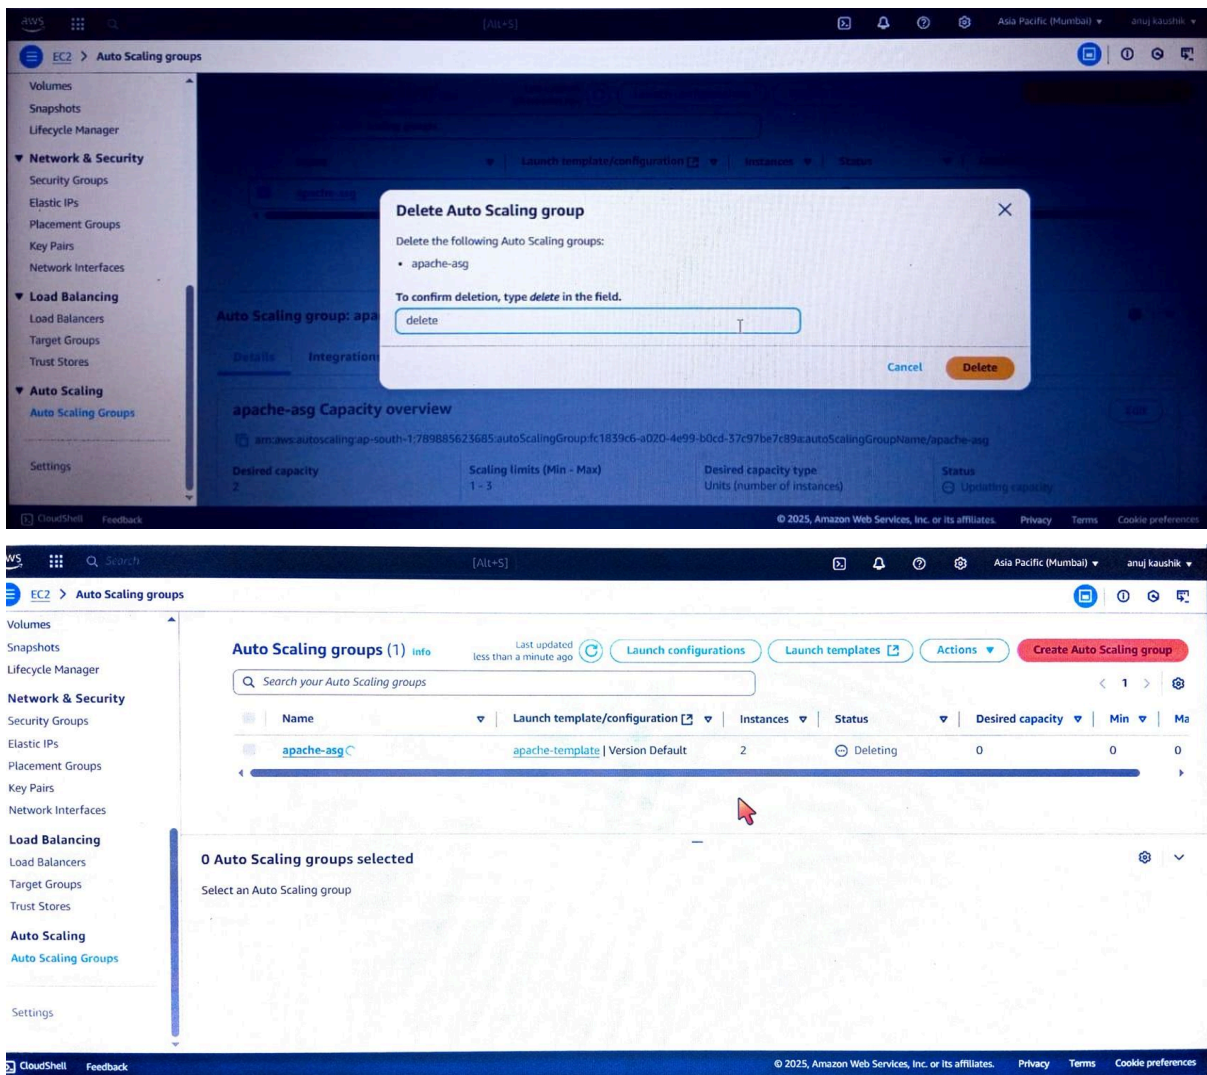 aws [Alt+S] Asia Pacific (Mumbai) anuj kaushik
EC2 > Auto Scaling groups
Volumes
Snapshots
Lifecycle Manager
Network & Security
Security Groups
Elastic IPs
Placement Groups
Key Pairs
Network Interfaces
Load Balancing
Load Balancers
Target Groups
Trust Stores
Auto Scaling
Auto Scaling Groups
Settings
Launch template/configuration Instances Status
apache-asg
Delete Auto Scaling group
Delete the following Auto Scaling groups:
• apache-asg
To confirm deletion, type delete in the field.
delete
Cancel Delete
Auto Scaling group: apa
Details Integration
apache-asg Capacity overview Edit
arn:aws:autoscaling:ap-south-1:789885623685:autoScalingGroup:fc1839c6-a020-4e99-b0cd-37c97be7c89a:autoScalingGroupName/apache-asg
Desired capacity Scaling limits (Min - Max) Desired capacity type Status
2 1 - 3 Units (number of instances) Updating capacity
CloudShell Feedback © 2025, Amazon Web Services, Inc. or its affiliates. Privacy Terms Cookie preferences
ws Search [Alt+S] Asia Pacific (Mumbai) anuj kaushik
EC2 > Auto Scaling groups
Volumes
Snapshots
Lifecycle Manager
Network & Security
Security Groups
Elastic IPs
Placement Groups
Key Pairs
Network Interfaces
Load Balancing
Load Balancers
Target Groups
Trust Stores
Auto Scaling
Auto Scaling Groups
Settings
Auto Scaling groups (1) Info Last updated less than a minute ago Launch configurations Launch templates Actions Create Auto Scaling group
Search your Auto Scaling groups < 1 >
Name Launch template/configuration Instances Status Desired capacity Min Ma
apache-asg apache-template | Version Default 2 Deleting 0 0 0
0 Auto Scaling groups selected
Select an Auto Scaling group
CloudShell Feedback © 2025, Amazon Web Services, Inc. or its affiliates. Privacy Terms Cookie preferences